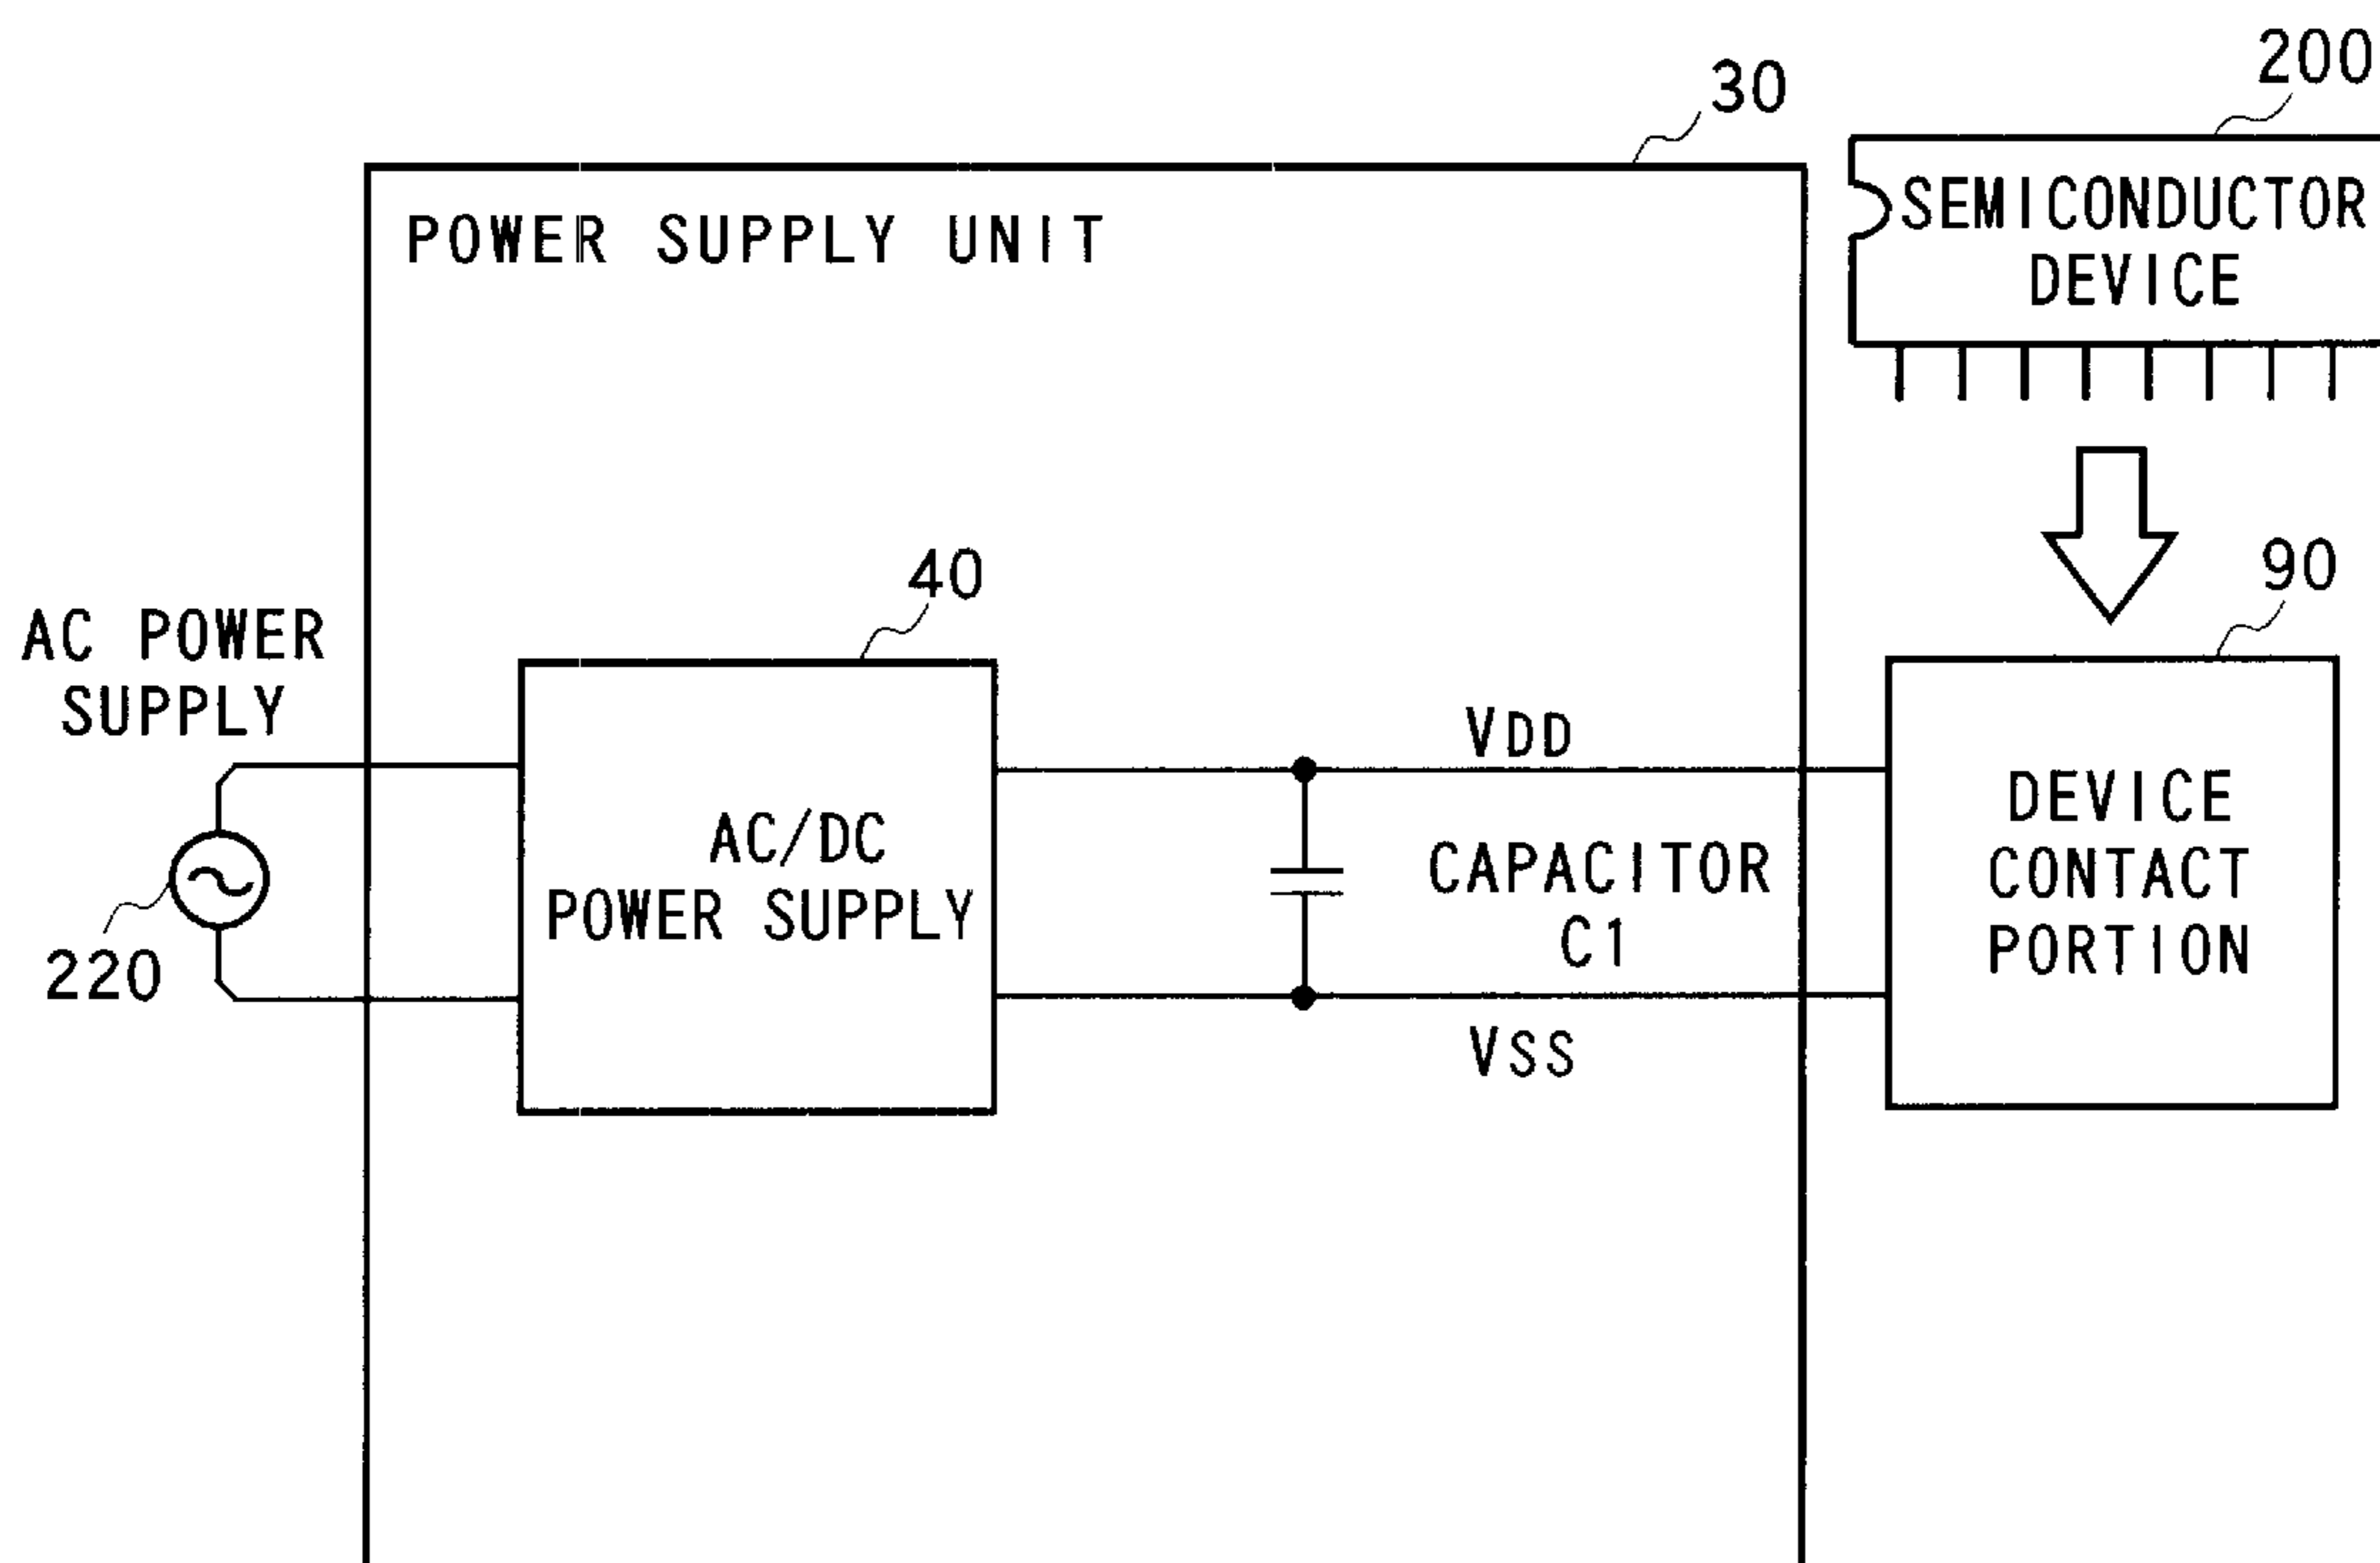 200
30
SEMICONDUCTOR
DEVICE
POWER SUPPLY UNIT
40
90
AC POWER
SUPPLY
220
AC/DC
POWER SUPPLY
VDD
CAPACITOR
C1
VSS
DEVICE
CONTACT
PORTION